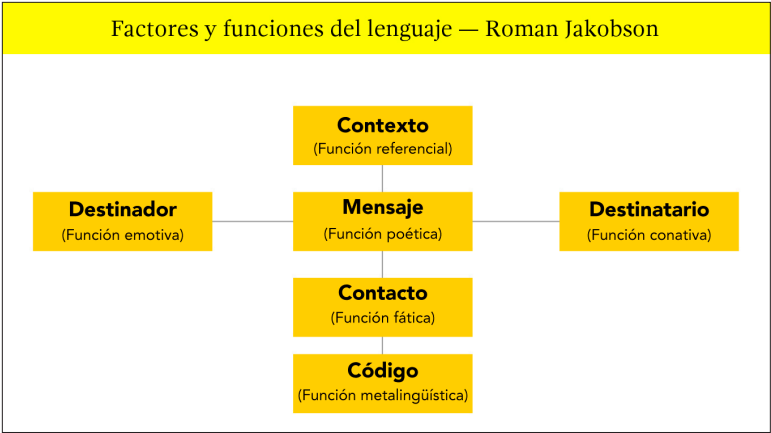 Factores y funciones del lenguaje — Roman Jakobson
Contexto
(Función referencial)
Destinador
(Función emotiva)
Mensaje
(Función poética)
Destinatario
(Función conativa)
Contacto
(Función fática)
Código
(Función metalingüística)